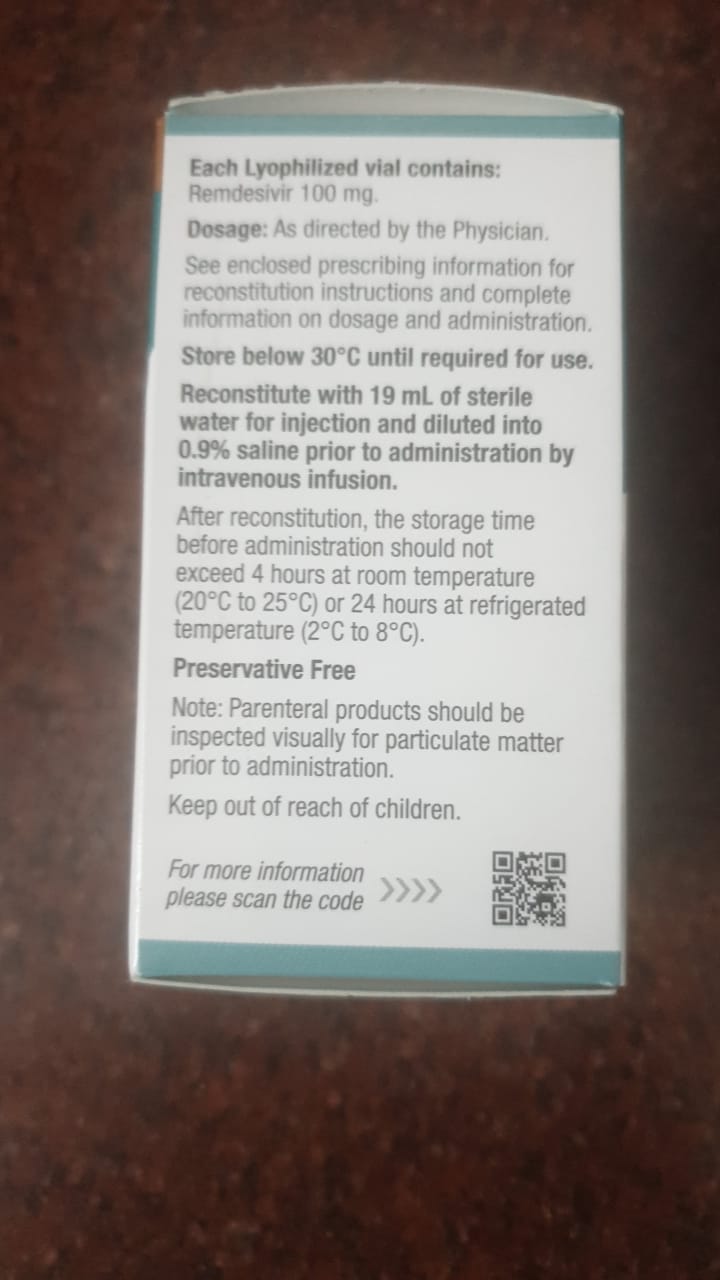 Each Lyophilized vial contains:
Remdesivir 100 mg.
Dosage: As directed by the Physician.
See enclosed prescribing information for
reconstitution instructions and complete
information on dosage and administration.
Store below 30°C until required for use.
Reconstitute with 19 mL of sterile
water for injection and diluted into
0.9% saline prior to administration by
intravenous infusion.
After reconstitution, the storage time
before administration should not
exceed 4 hours at room temperature
(20°C to 25°C) or 24 hours at refrigerated
temperature (2°C to 8°C).
Preservative Free
Note: Parenteral products should be
inspected visually for particulate matter
prior to administration.
Keep out of reach of children.
For more information
please scan the code